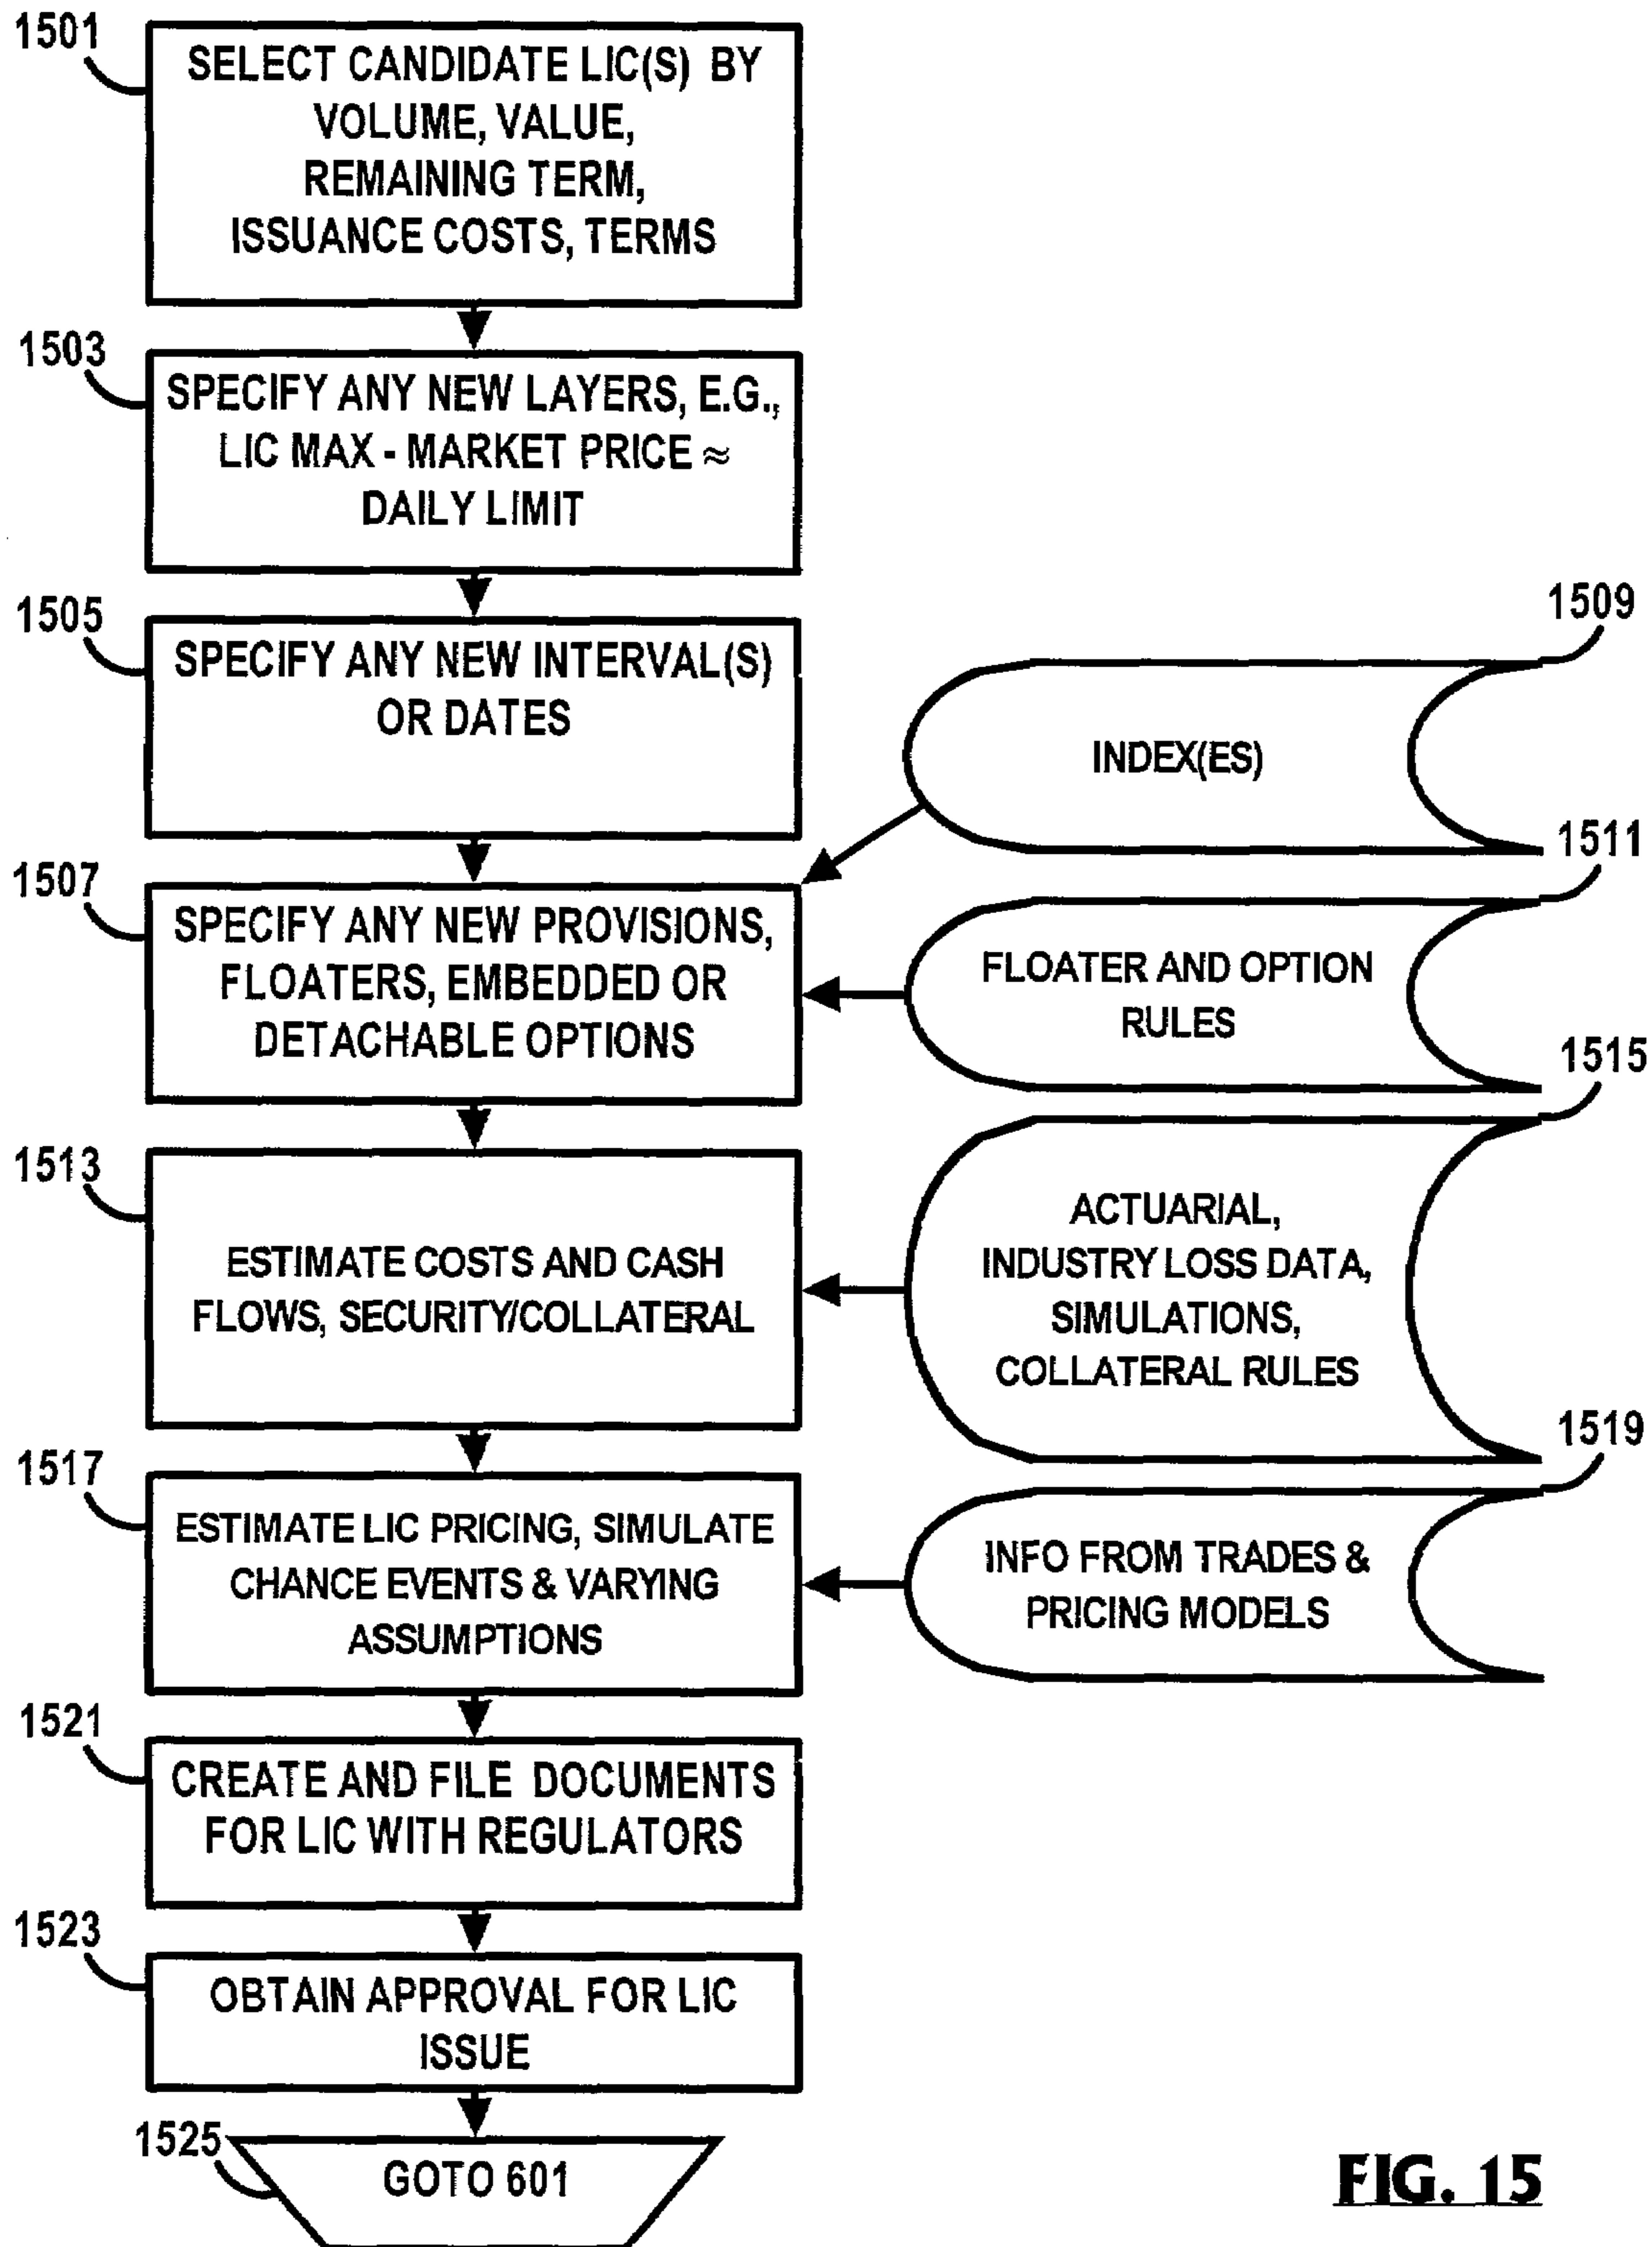 1501
SELECT CANDIDATE LIC(S) BY
VOLUME, VALUE,
REMAINING TERM,
ISSUANCE COSTS, TERMS
1503
SPECIFY ANY NEW LAYERS, E.G.,
LIC MAX - MARKET PRICE ≈
DAILY LIMIT
1505
SPECIFY ANY NEW INTERVAL(S)
OR DATES
1509
INDEX(ES)
1507
SPECIFY ANY NEW PROVISIONS,
FLOATERS, EMBEDDED OR
DETACHABLE OPTIONS
1511
FLOATER AND OPTION
RULES
1513
ESTIMATE COSTS AND CASH
FLOWS, SECURITY/COLLATERAL
1515
ACTUARIAL,
INDUSTRY LOSS DATA,
SIMULATIONS,
COLLATERAL RULES
1517
ESTIMATE LIC PRICING, SIMULATE
CHANCE EVENTS & VARYING
ASSUMPTIONS
1519
INFO FROM TRADES &
PRICING MODELS
1521
CREATE AND FILE DOCUMENTS
FOR LIC WITH REGULATORS
1523
OBTAIN APPROVAL FOR LIC
ISSUE
1525
GOTO 601
FIG. 15